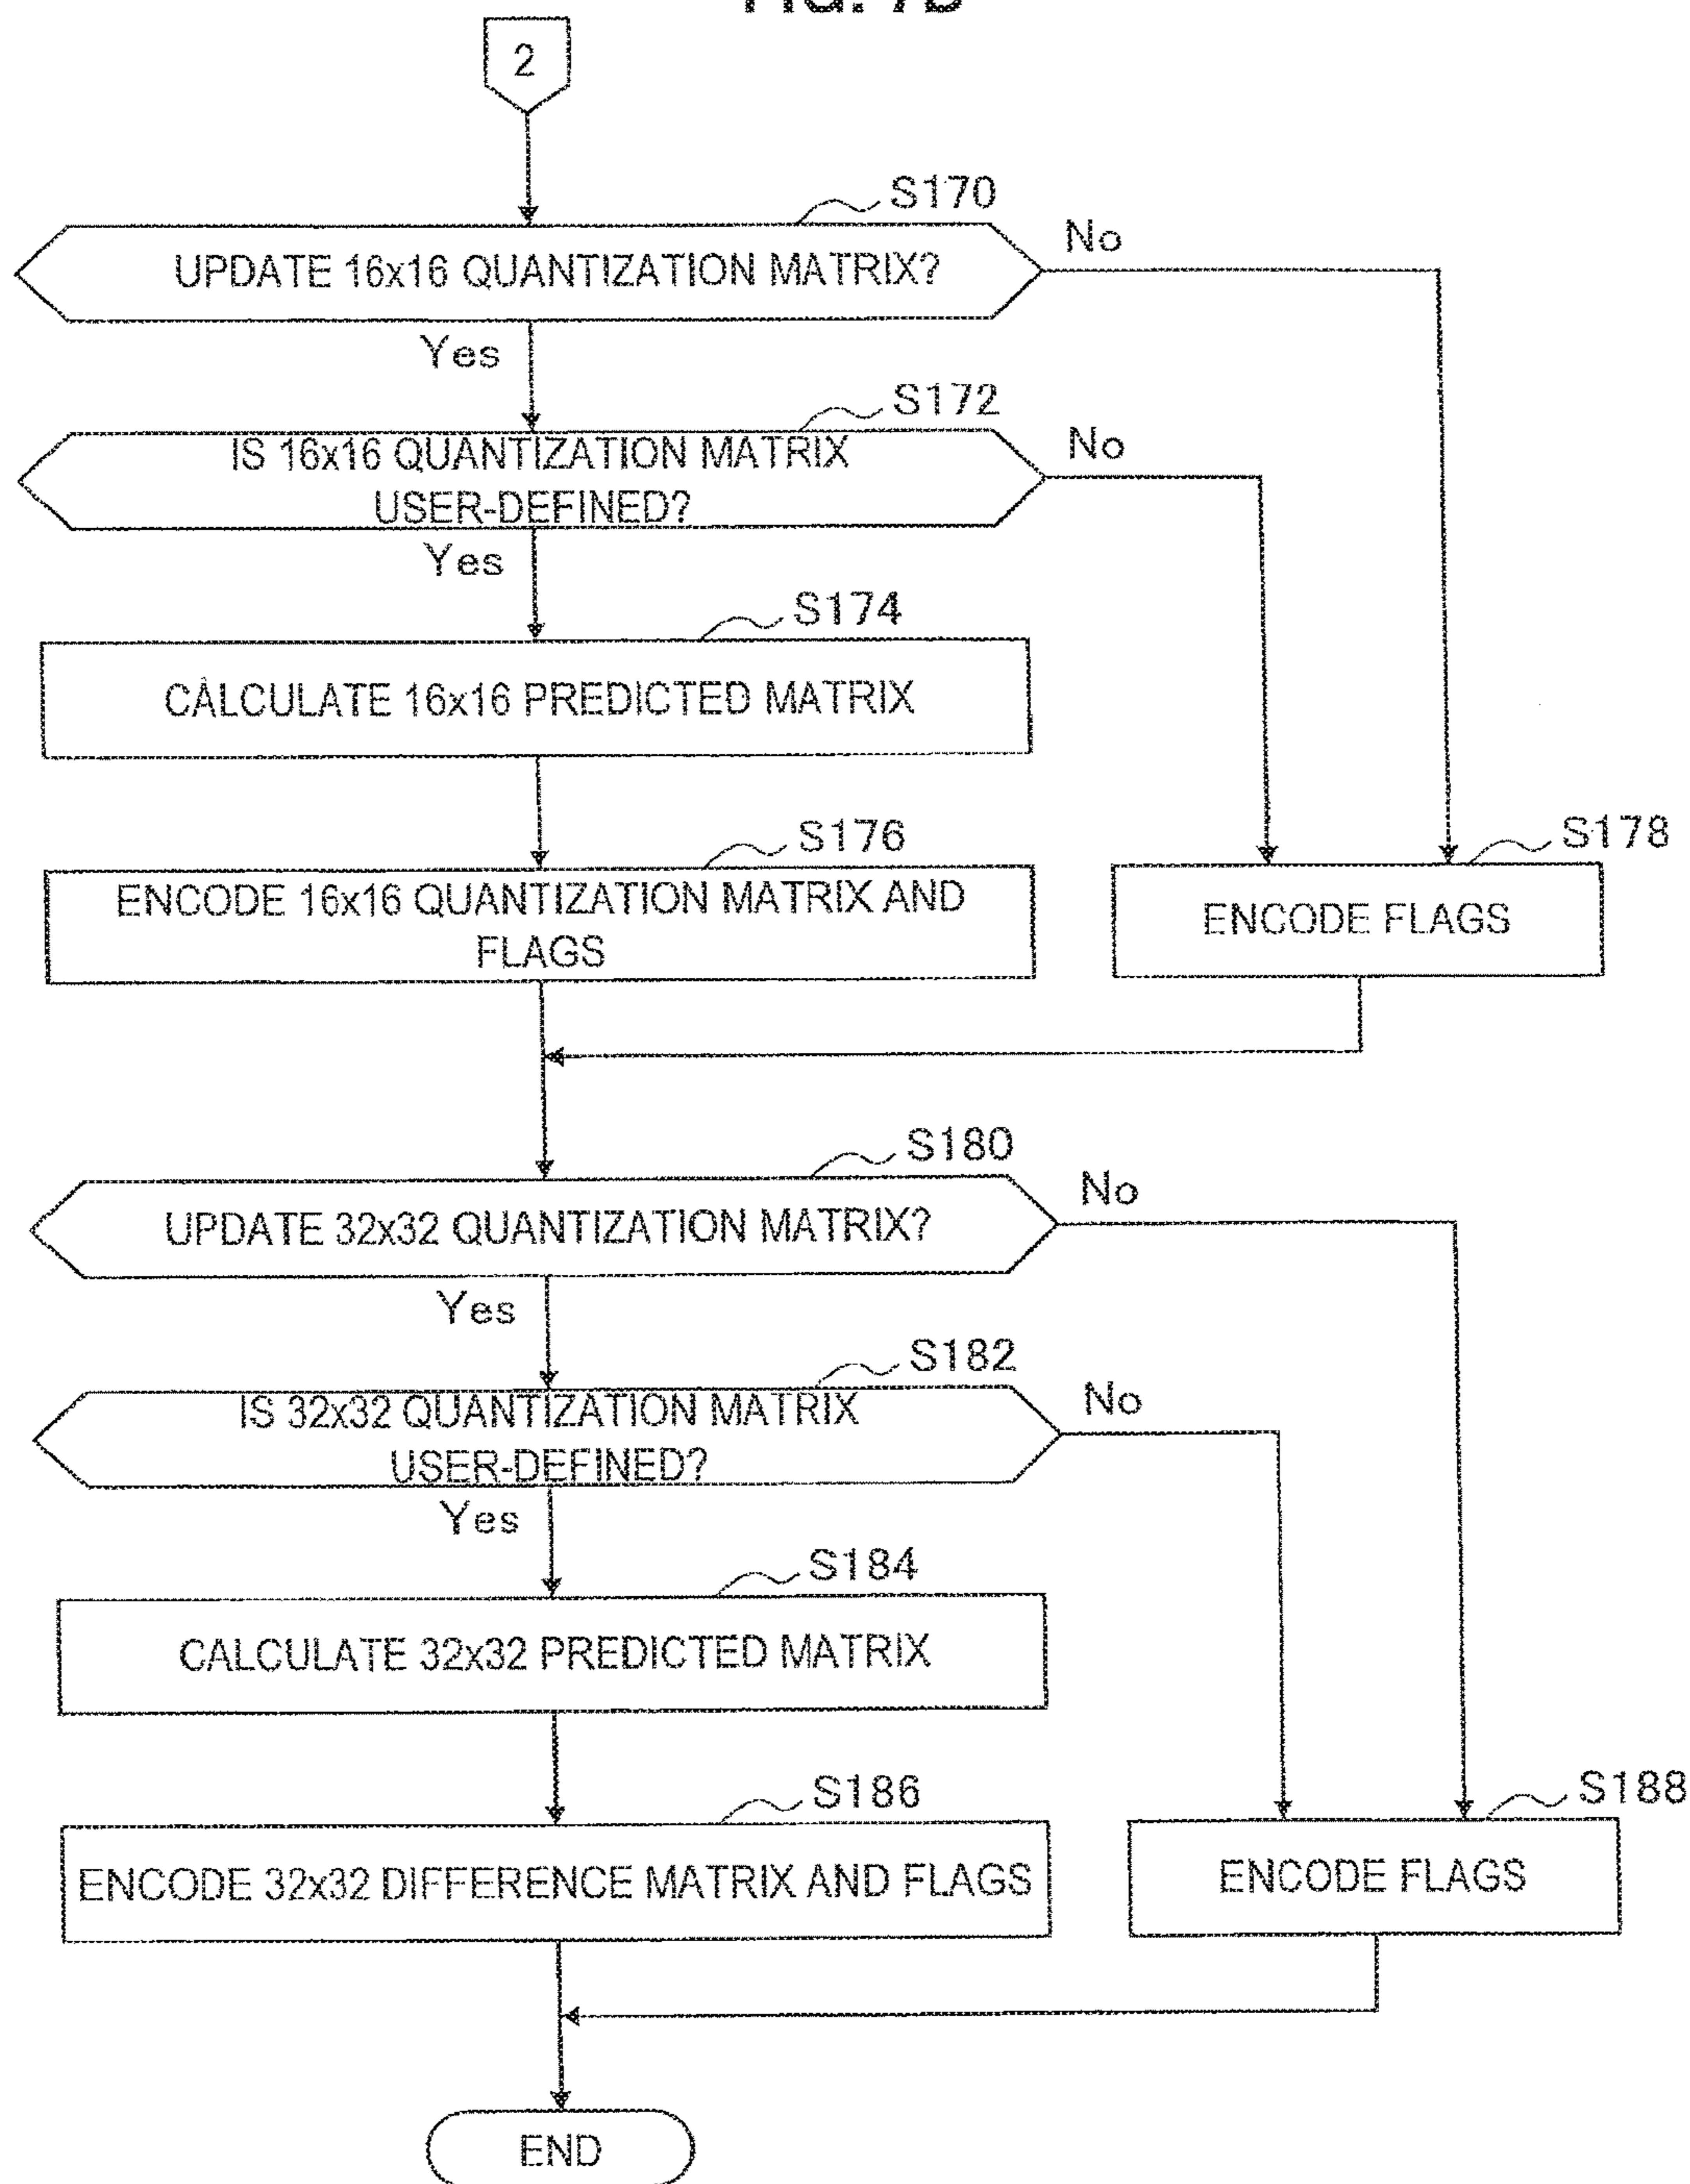 2
S170
UPDATE 16x16 QUANTIZATION MATRIX?
No
Yes
S172
IS 16x16 QUANTIZATION MATRIX
USER-DEFINED?
No
Yes
S174
CALCULATE 16x16 PREDICTED MATRIX
S176
ENCODE 16x16 QUANTIZATION MATRIX AND
FLAGS
S178
ENCODE FLAGS
S180
UPDATE 32x32 QUANTIZATION MATRIX?
No
Yes
S182
IS 32x32 QUANTIZATION MATRIX
USER-DEFINED?
No
Yes
S184
CALCULATE 32x32 PREDICTED MATRIX
S186
ENCODE 32x32 DIFFERENCE MATRIX AND FLAGS
S188
ENCODE FLAGS
END